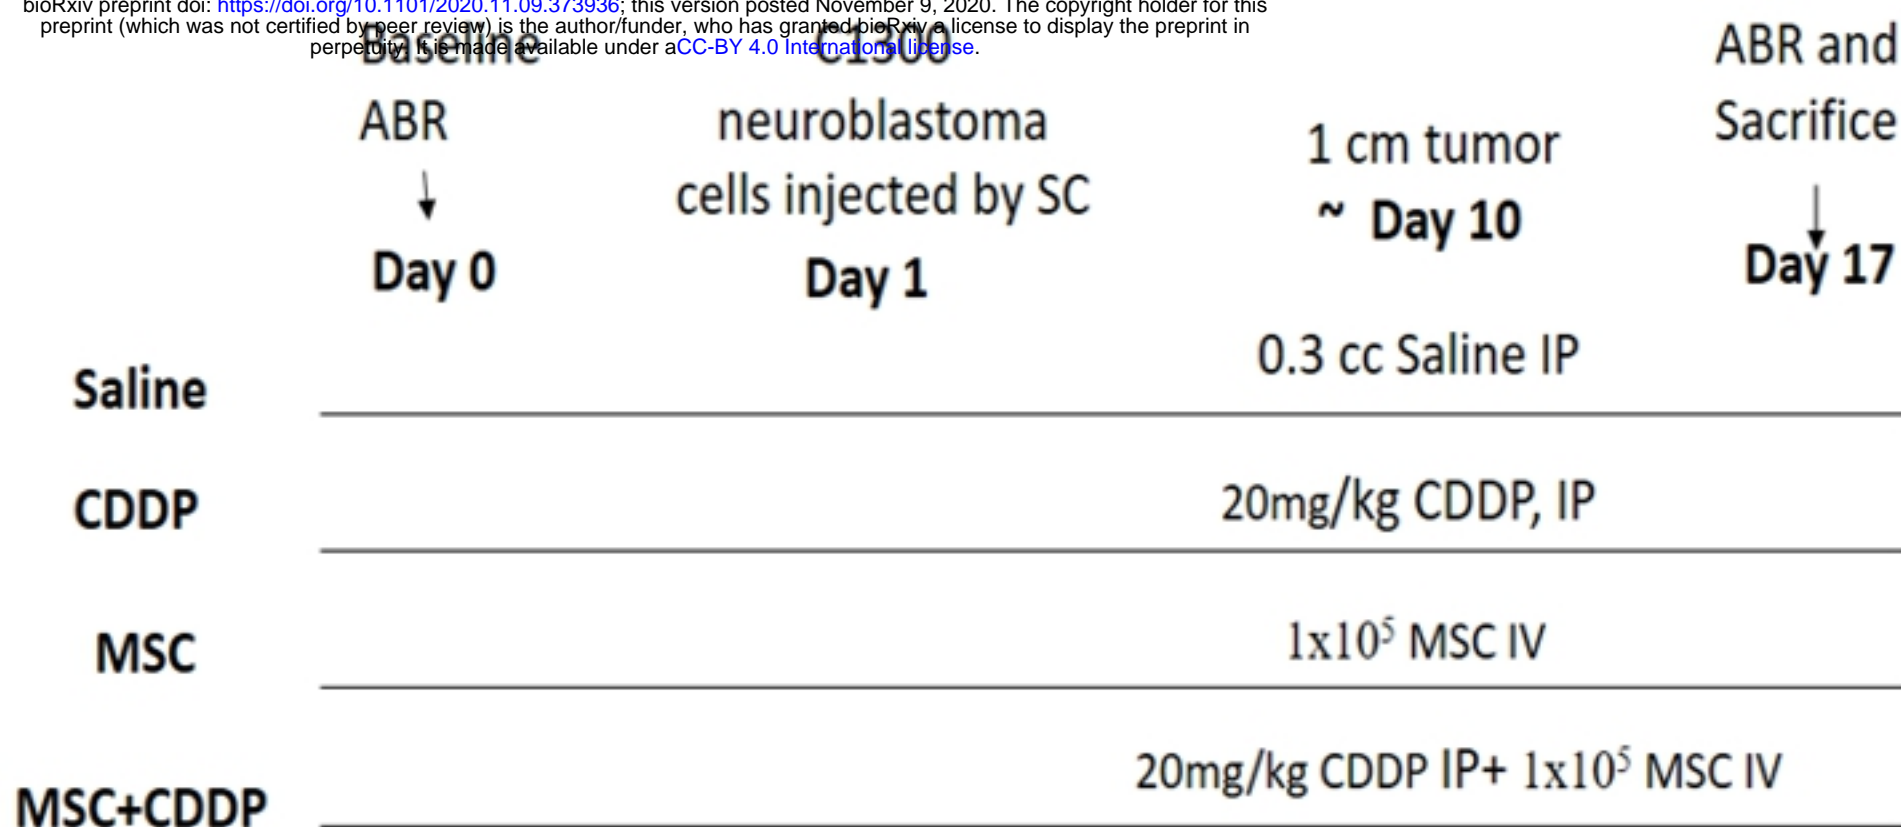 bioRxiv preprint doi: https://doi.org/10.1101/2020.11.09.373936; this version posted November 9, 2020. The copyright holder for this
preprint (which was not certified by peer review) is the author/funder, who has granted bioRxiv a license to display the preprint in
perpetuity. It is made available under aCC-BY 4.0 International license.
Baseline
ABR
Day 0
C1300
neuroblastoma
cells injected by SC
Day 1
1 cm tumor
~ Day 10
ABR and
Sacrifice
Day 17
Saline
0.3 cc Saline IP
CDDP
20mg/kg CDDP, IP
MSC
1x10⁵ MSC IV
MSC+CDDP
20mg/kg CDDP IP+ 1x10⁵ MSC IV